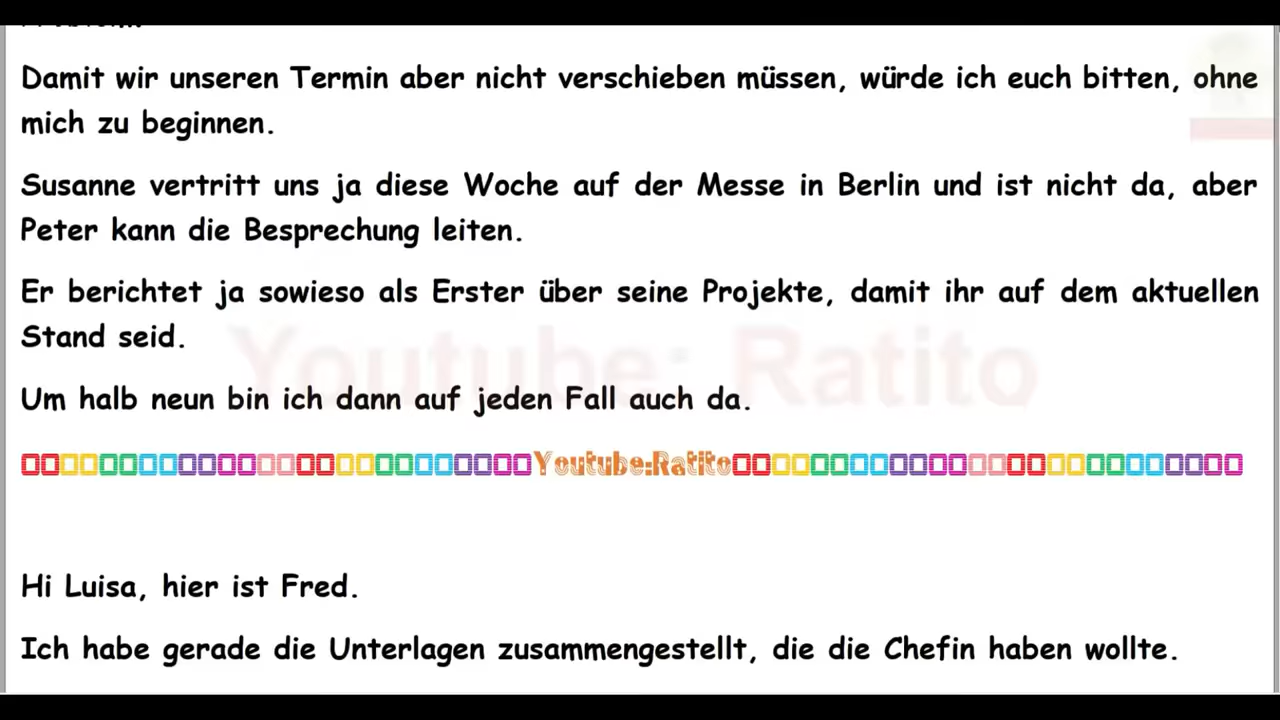 Damit wir unseren Termin aber nicht verschieben müssen, würde ich euch bitten, ohne
mich zu beginnen.
Susanne vertritt uns ja diese Woche auf der Messe in Berlin und ist nicht da, aber
Peter kann die Besprechung leiten.
Er berichtet ja sowieso als Erster über seine Projekte, damit ihr auf dem aktuellen
Stand seid.
Youtube: Ratito
Um halb neun bin ich dann auf jeden Fall auch da.
Youtube:Ratito
Hi Luisa, hier ist Fred.
Ich habe gerade die Unterlagen zusammengestellt, die die Chefin haben wollte.